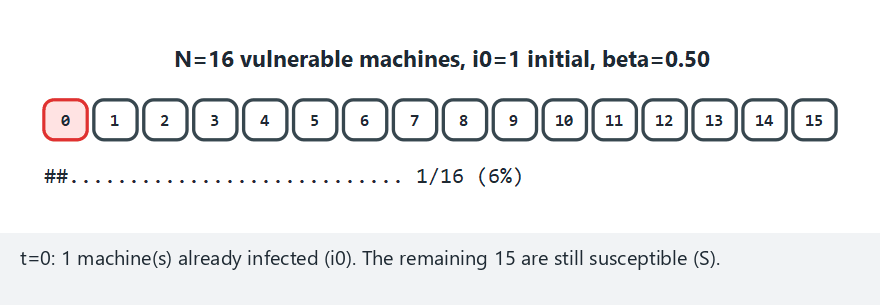 N=16 vulnerable machines, i0=1 initial, beta=0.50
0 1 2 3 4 5 6 7 8 9 10 11 12 13 14 15
##............................ 1/16 (6%)
t=0: 1 machine(s) already infected (i0). The remaining 15 are still susceptible (S).